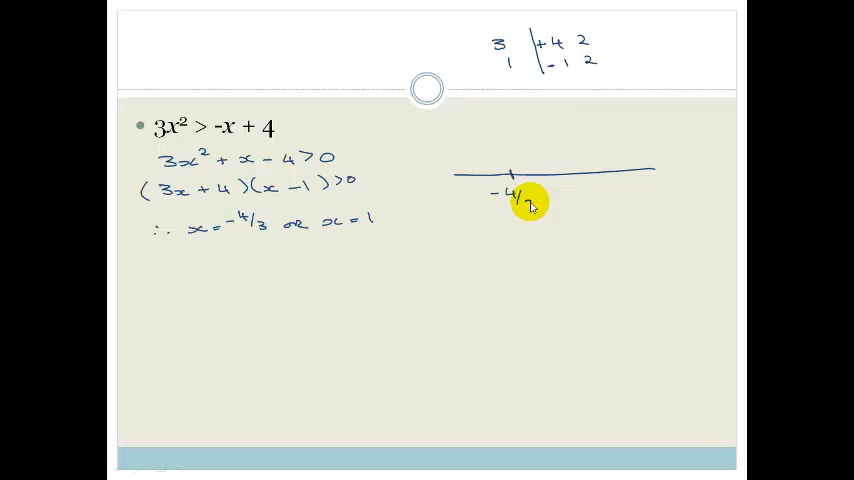 3 | +4 2
1 | -1 2
3x² > -x + 4
3x² + x - 4 > 0
(3x + 4)(x - 1) > 0
∴ x = -4/3 or x = 1
-4/